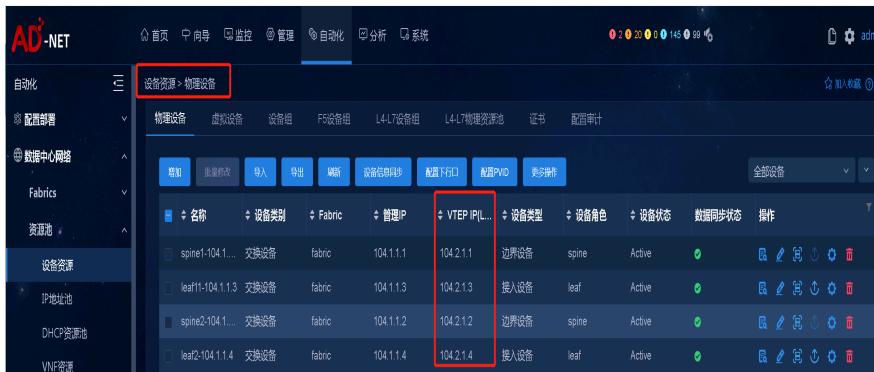 AD-NET 首页 向导 监控 管理 自动化 分析 系统 2 20 0 145 99 adm
自动化 设备资源 > 物理设备 加入收藏
配置部署 物理设备 虚拟设备 设备组 F5设备组 L4-L7设备组 L4-L7物理资源池 证书 配置审计
数据中心网络 增加 批量修改 导入 导出 刷新 设备信息同步 配置下行口 配置PVID 更多操作 全部设备
Fabrics
资源池 名称 设备类别 Fabric 管理IP VTEP IP(L... 设备类型 设备角色 设备状态 数据同步状态 操作
设备资源 spine1-104.1.... 交换设备 fabric 104.1.1.1 104.2.1.1 边界设备 spine Active
IP地址池 leaf11-104.1.1.3 交换设备 fabric 104.1.1.3 104.2.1.3 接入设备 leaf Active
DHCP资源池 spine2-104.1.... 交换设备 fabric 104.1.1.2 104.2.1.2 边界设备 spine Active
VNF资源 leaf2-104.1.1.4 交换设备 fabric 104.1.1.4 104.2.1.4 接入设备 leaf Active